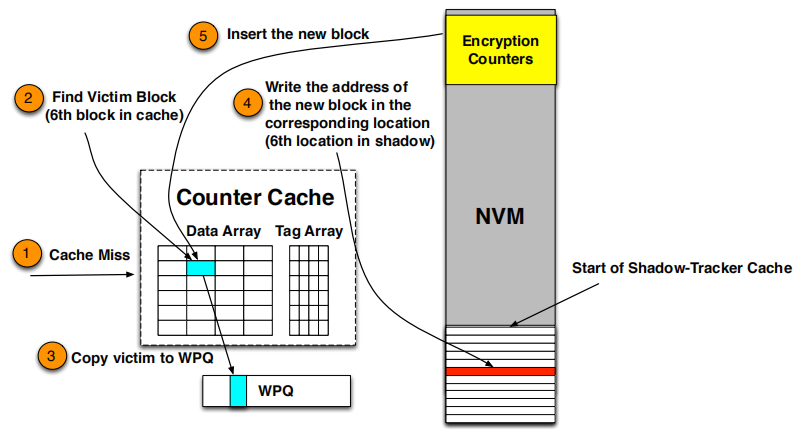 5 Insert the new block
Encryption
Counters
2 Find Victim Block
(6th block in cache)
4 Write the address of
the new block in the
corresponding location
(6th location in shadow)
Counter Cache
Data Array Tag Array
NVM
1 Cache Miss
Start of Shadow-Tracker Cache
3 Copy victim to WPQ
WPQ